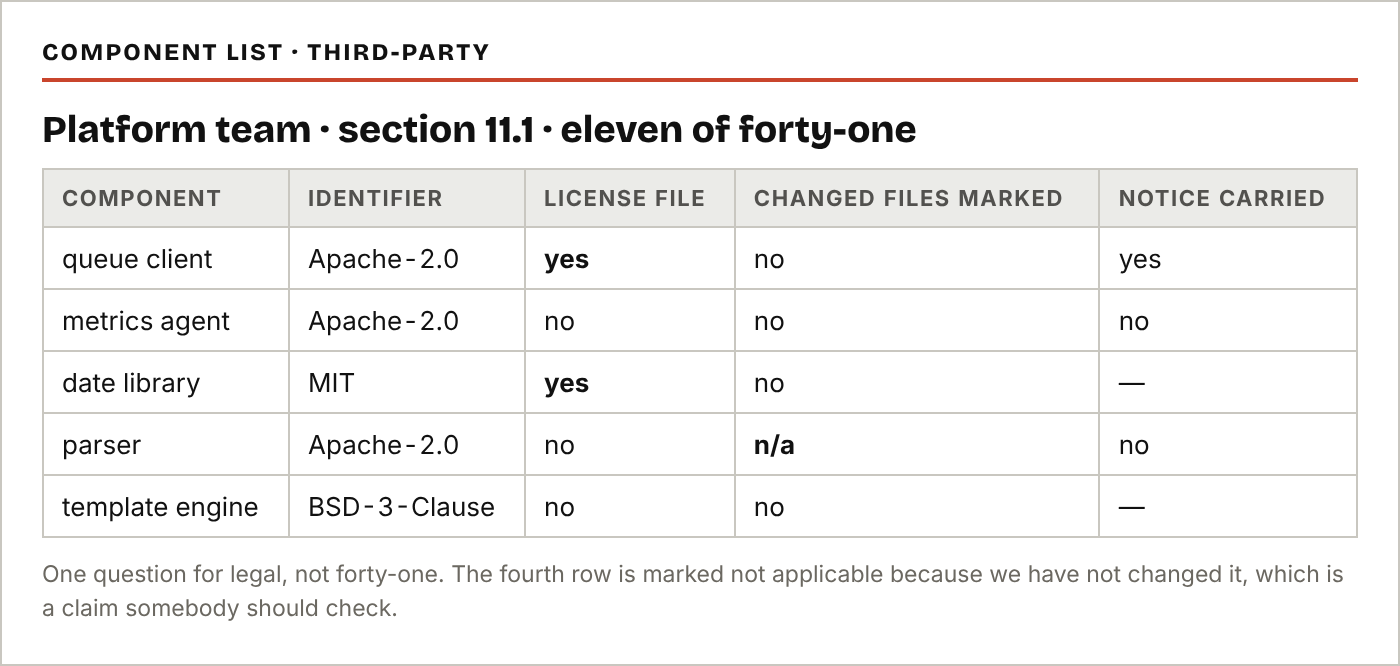 COMPONENT LIST · THIRD-PARTY
Platform team · section 11.1 · eleven of forty-one
COMPONENT IDENTIFIER LICENSE FILE CHANGED FILES MARKED NOTICE CARRIED
queue client Apache-2.0 yes no yes
metrics agent Apache-2.0 no no no
date library MIT yes no —
parser Apache-2.0 no n/a no
template engine BSD-3-Clause no no —
One question for legal, not forty-one. The fourth row is marked not applicable because we have not changed it, which is
a claim somebody should check.